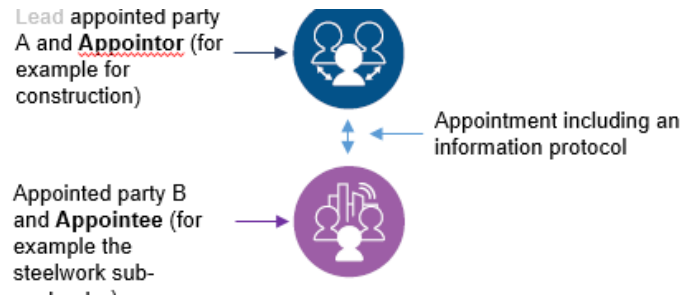 Lead appointed party
A and Appointor (for
example for
construction)
Appointment including an
information protocol
Appointed party B
and Appointee (for
example the
steelwork sub-